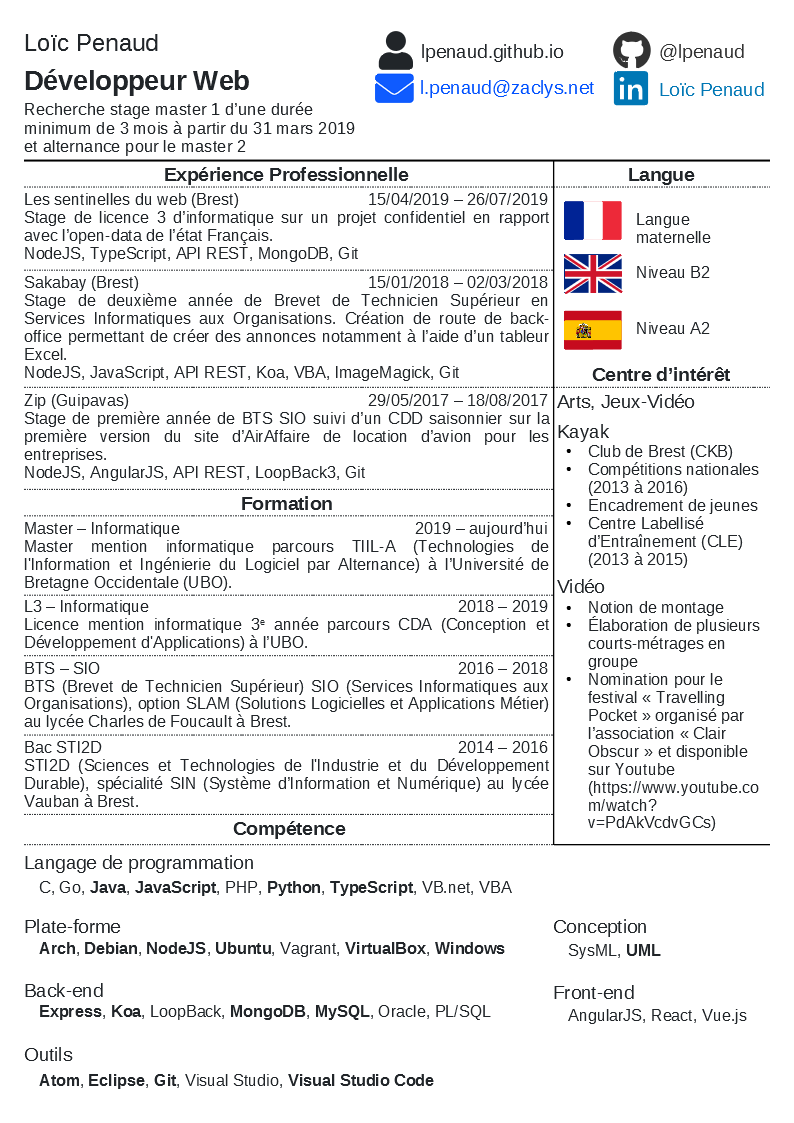 Loïc Penaud
Développeur Web
Recherche stage master 1 d’une durée
minimum de 3 mois à partir du 31 mars 2019
et alternance pour le master 2
lpenaud.github.io
l.penaud@zaclys.net
@lpenaud
Loïc Penaud
Expérience Professionnelle
Les sentinelles du web (Brest) 15/04/2019 – 26/07/2019
Stage de licence 3 d’informatique sur un projet confidentiel en rapport
avec l’open-data de l’état Français.
NodeJS, TypeScript, API REST, MongoDB, Git
Sakabay (Brest) 15/01/2018 – 02/03/2018
Stage de deuxième année de Brevet de Technicien Supérieur en
Services Informatiques aux Organisations. Création de route de back-
office permettant de créer des annonces notamment à l’aide d’un tableur
Excel.
NodeJS, JavaScript, API REST, Koa, VBA, ImageMagick, Git
Zip (Guipavas) 29/05/2017 – 18/08/2017
Stage de première année de BTS SIO suivi d’un CDD saisonnier sur la
première version du site d’AirAffaire de location d’avion pour les
entreprises.
NodeJS, AngularJS, API REST, LoopBack3, Git
Formation
Master – Informatique 2019 – aujourd’hui
Master mention informatique parcours TIIL-A (Technologies de
l'Information et Ingénierie du Logiciel par Alternance) à l’Université de
Bretagne Occidentale (UBO).
L3 – Informatique 2018 – 2019
Licence mention informatique 3ᵉ année parcours CDA (Conception et
Développement d'Applications) à l’UBO.
BTS – SIO 2016 – 2018
BTS (Brevet de Technicien Supérieur) SIO (Services Informatiques aux
Organisations), option SLAM (Solutions Logicielles et Applications Métier)
au lycée Charles de Foucault à Brest.
Bac STI2D 2014 – 2016
STI2D (Sciences et Technologies de l'Industrie et du Développement
Durable), spécialité SIN (Système d’Information et Numérique) au lycée
Vauban à Brest.
Langue
Langue
maternelle
Niveau B2
Niveau A2
Centre d’intérêt
Arts, Jeux-Vidéo
Kayak
• Club de Brest (CKB)
• Compétitions nationales
(2013 à 2016)
• Encadrement de jeunes
• Centre Labellisé
d’Entraînement (CLE)
(2013 à 2015)
Vidéo
• Notion de montage
• Élaboration de plusieurs
courts-métrages en
groupe
• Nomination pour le
festival « Travelling
Pocket » organisé par
l’association « Clair
Obscur » et disponible
sur Youtube
(https://www.youtube.co
m/watch?
v=PdAkVcdvGCs)
Compétence
Langage de programmation
C, Go, Java, JavaScript, PHP, Python, TypeScript, VB.net, VBA
Plate-forme
Arch, Debian, NodeJS, Ubuntu, Vagrant, VirtualBox, Windows
Conception
SysML, UML
Back-end
Express, Koa, LoopBack, MongoDB, MySQL, Oracle, PL/SQL
Front-end
AngularJS, React, Vue.js
Outils
Atom, Eclipse, Git, Visual Studio, Visual Studio Code